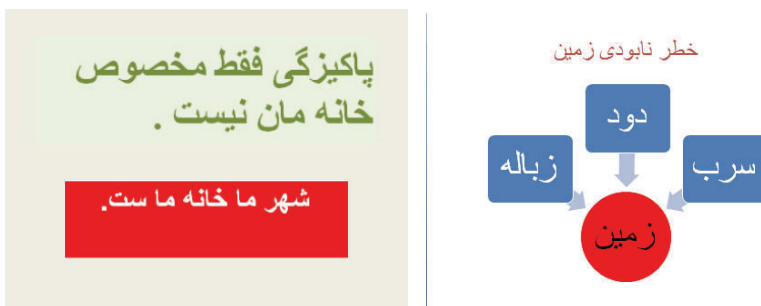 پاکیزگی فقط مخصوص
خانه مان نیست .
شهر ما خانه ما ست.
خطر نابودی زمین
دود
زباله
سرب
زمین